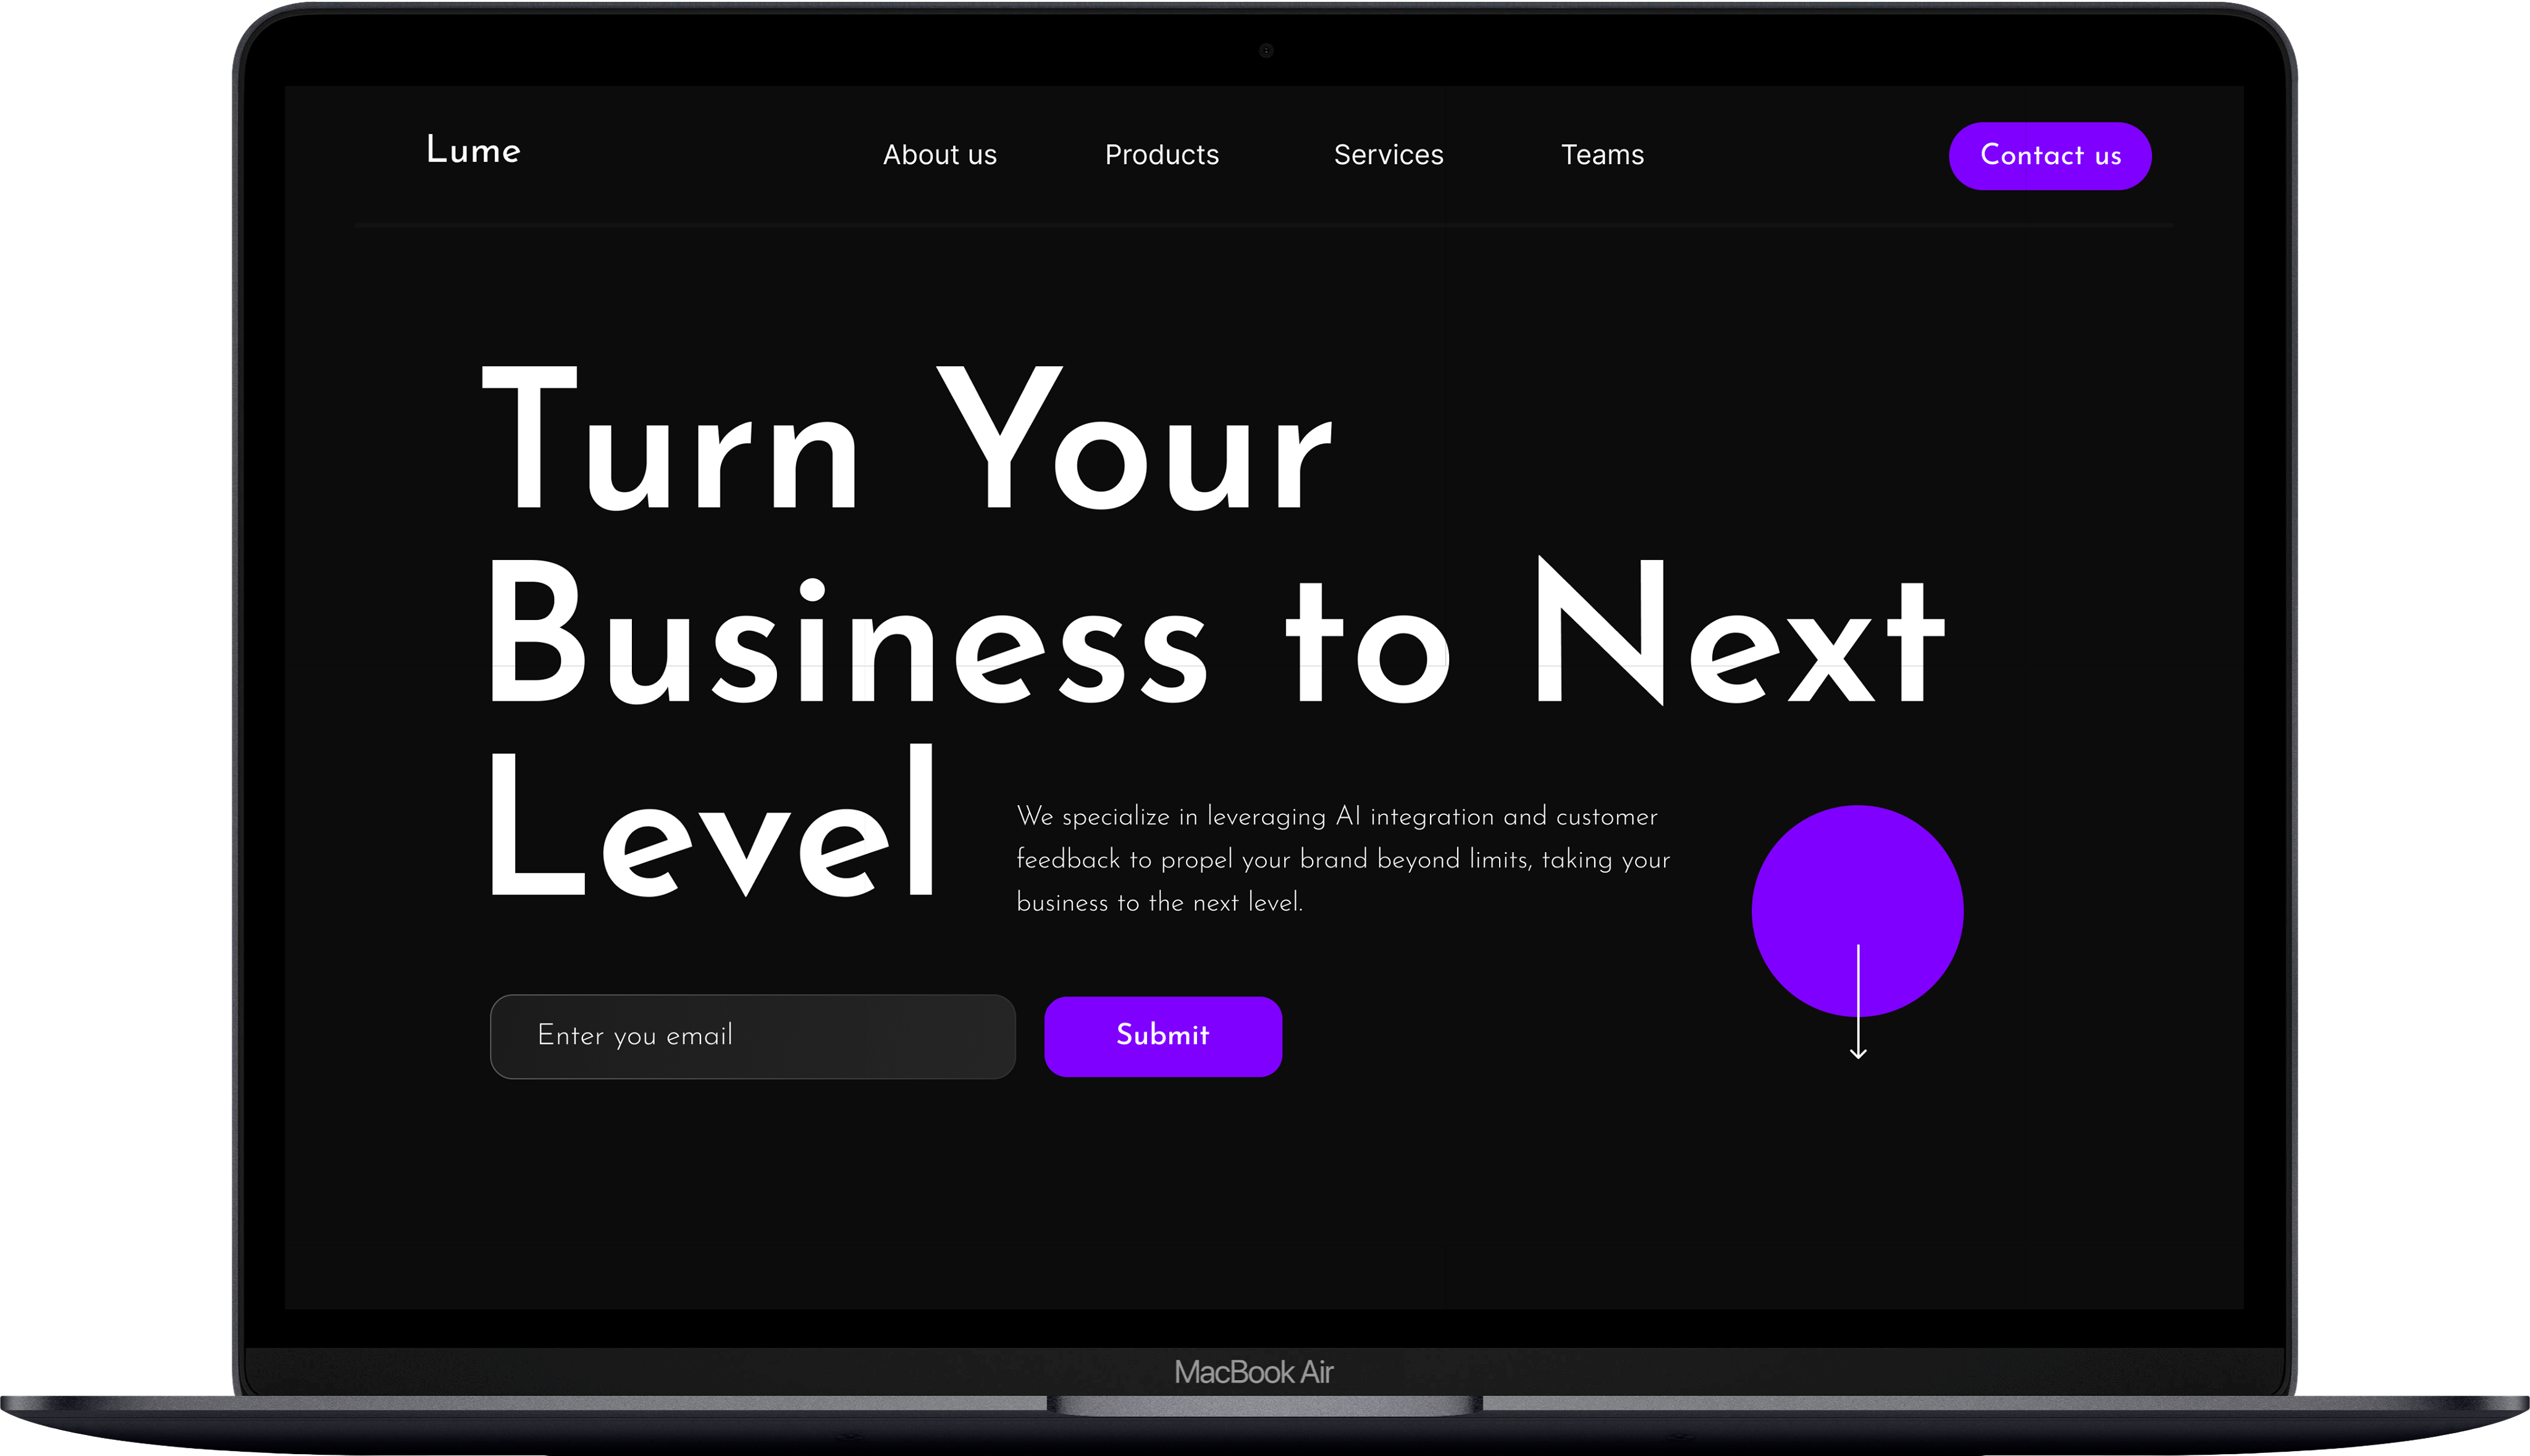 Lume
About us
Products
Services
Teams
Contact us
Turn Your
Business to Next
Level
We specialize in leveraging AI integration and customer
feedback to propel your brand beyond limits, taking your
business to the next level.
Enter you email
Submit
MacBook Air